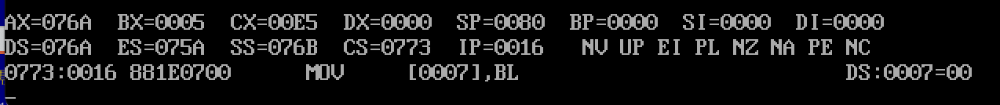 AX=076A  BX=0005  CX=00E5  DX=0000  SP=0080  BP=0000  SI=0000  DI=0000
DS=076A  ES=075A  SS=076B  CS=0773  IP=0016   NV UP EI PL NZ NA PE NC
0773:0016 881E0700      MOV     [0007],BL                          DS:0007=00
_